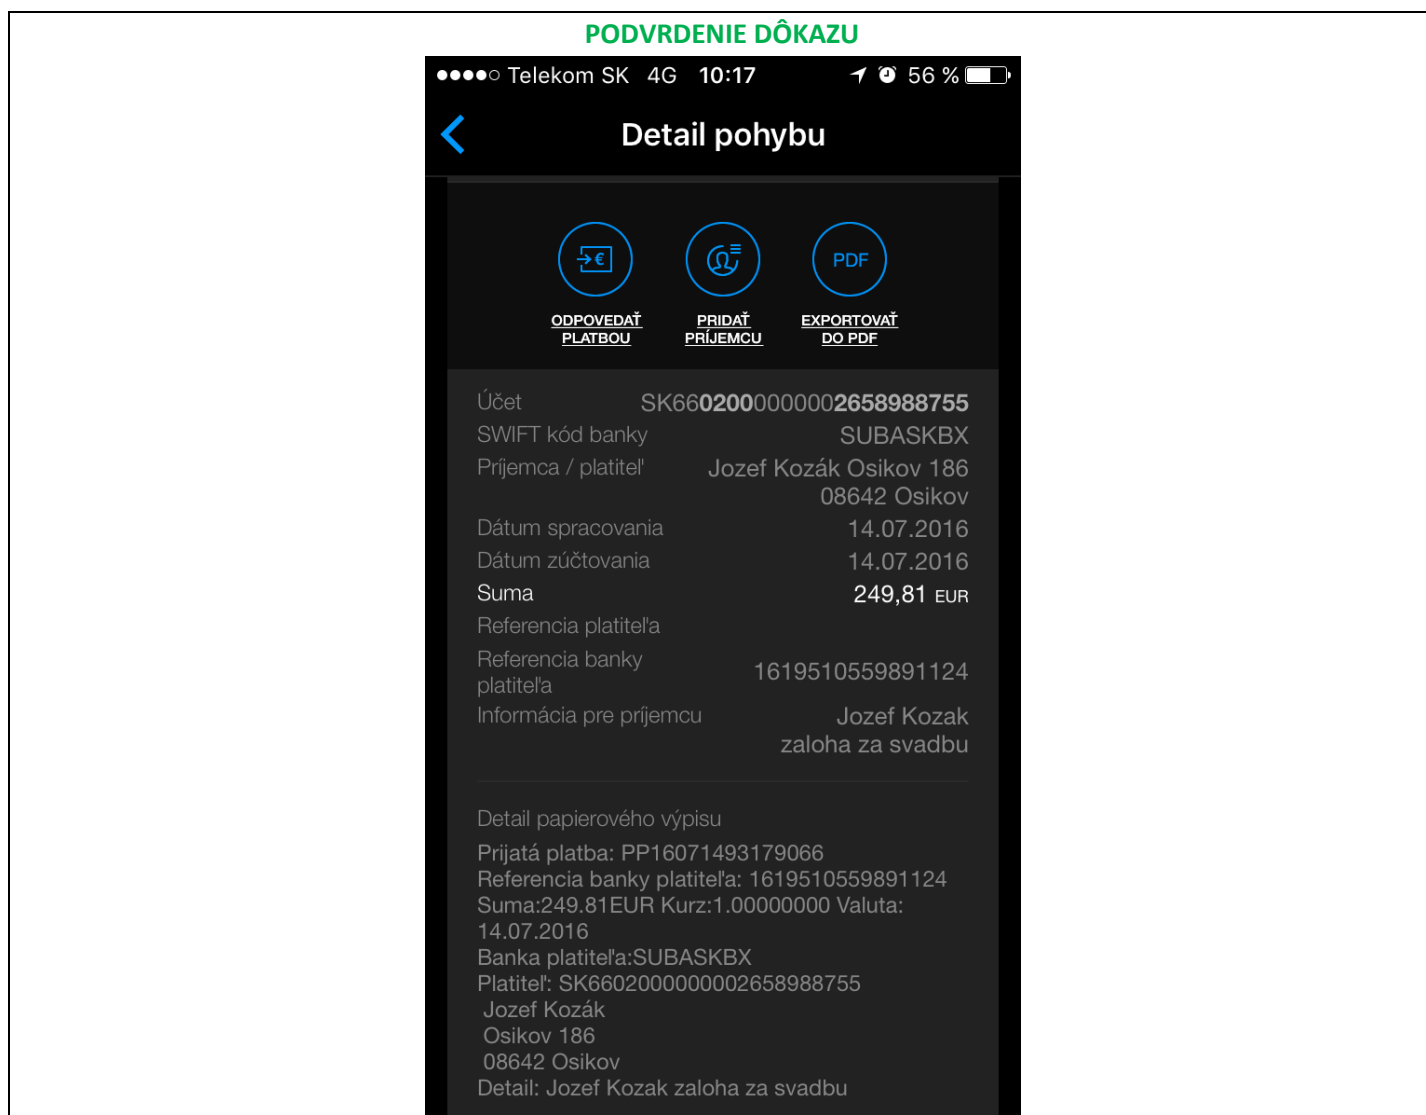 PODVRDENIE DÔKAZU
Telekom SK 4G 10:17 56 %
Detail pohybu
PDF
ODPOVEDAŤ PLATBOU
PRIDAŤ PRÍJEMCU
EXPORTOVAŤ DO PDF
Účet SK6602000000002658988755
SWIFT kód banky SUBASKBX
Príjemca / platiteľ Jozef Kozák Osikov 186
08642 Osikov
Dátum spracovania 14.07.2016
Dátum zúčtovania 14.07.2016
Suma 249,81 EUR
Referencia platiteľa
Referencia banky
platiteľa 1619510559891124
Informácia pre príjemcu Jozef Kozak
zaloha za svadbu
Detail papierového výpisu
Prijatá platba: PP16071493179066
Referencia banky platiteľa: 1619510559891124
Suma:249.81EUR Kurz:1.00000000 Valuta:
14.07.2016
Banka platiteľa:SUBASKBX
Platiteľ: SK6602000000002658988755
Jozef Kozák
Osikov 186
08642 Osikov
Detail: Jozef Kozak zaloha za svadbu